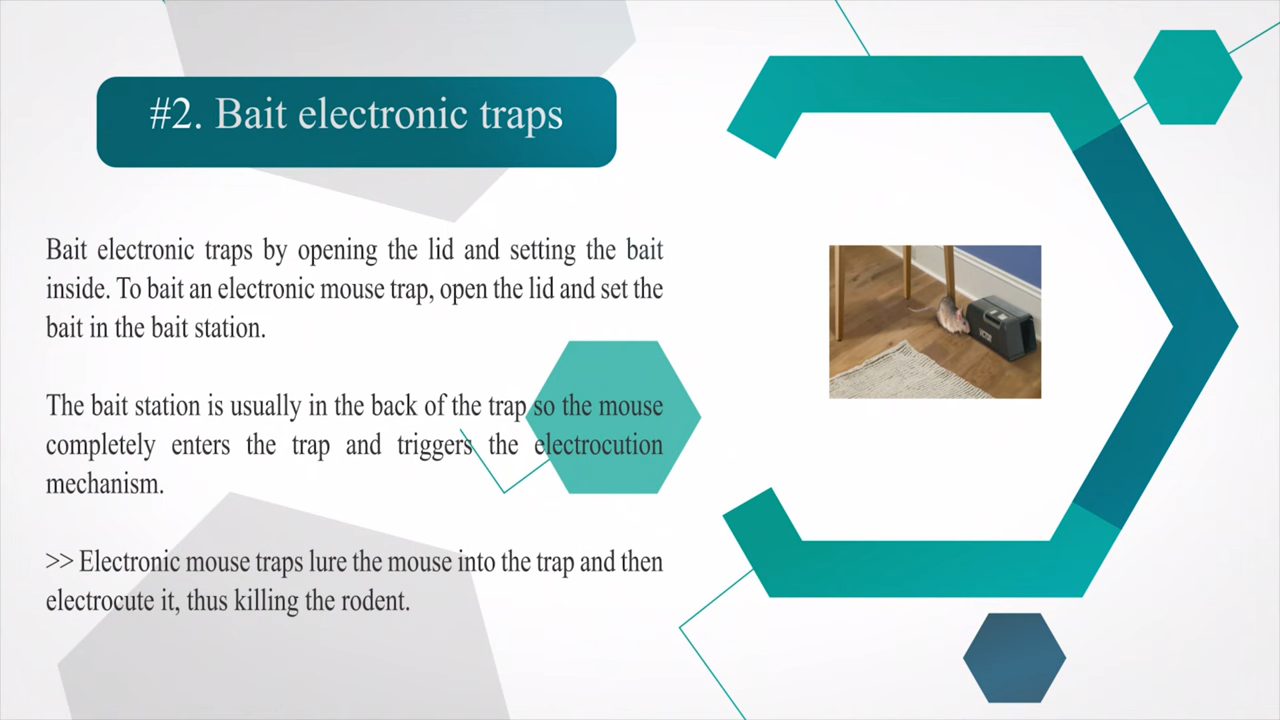 #2. Bait electronic traps
Bait electronic traps by opening the lid and setting the bait
inside. To bait an electronic mouse trap, open the lid and set the
bait in the bait station.
The bait station is usually in the back of the trap so the mouse
completely enters the trap and triggers the electrocution
mechanism.
>> Electronic mouse traps lure the mouse into the trap and then
electrocute it, thus killing the rodent.
VICTOR